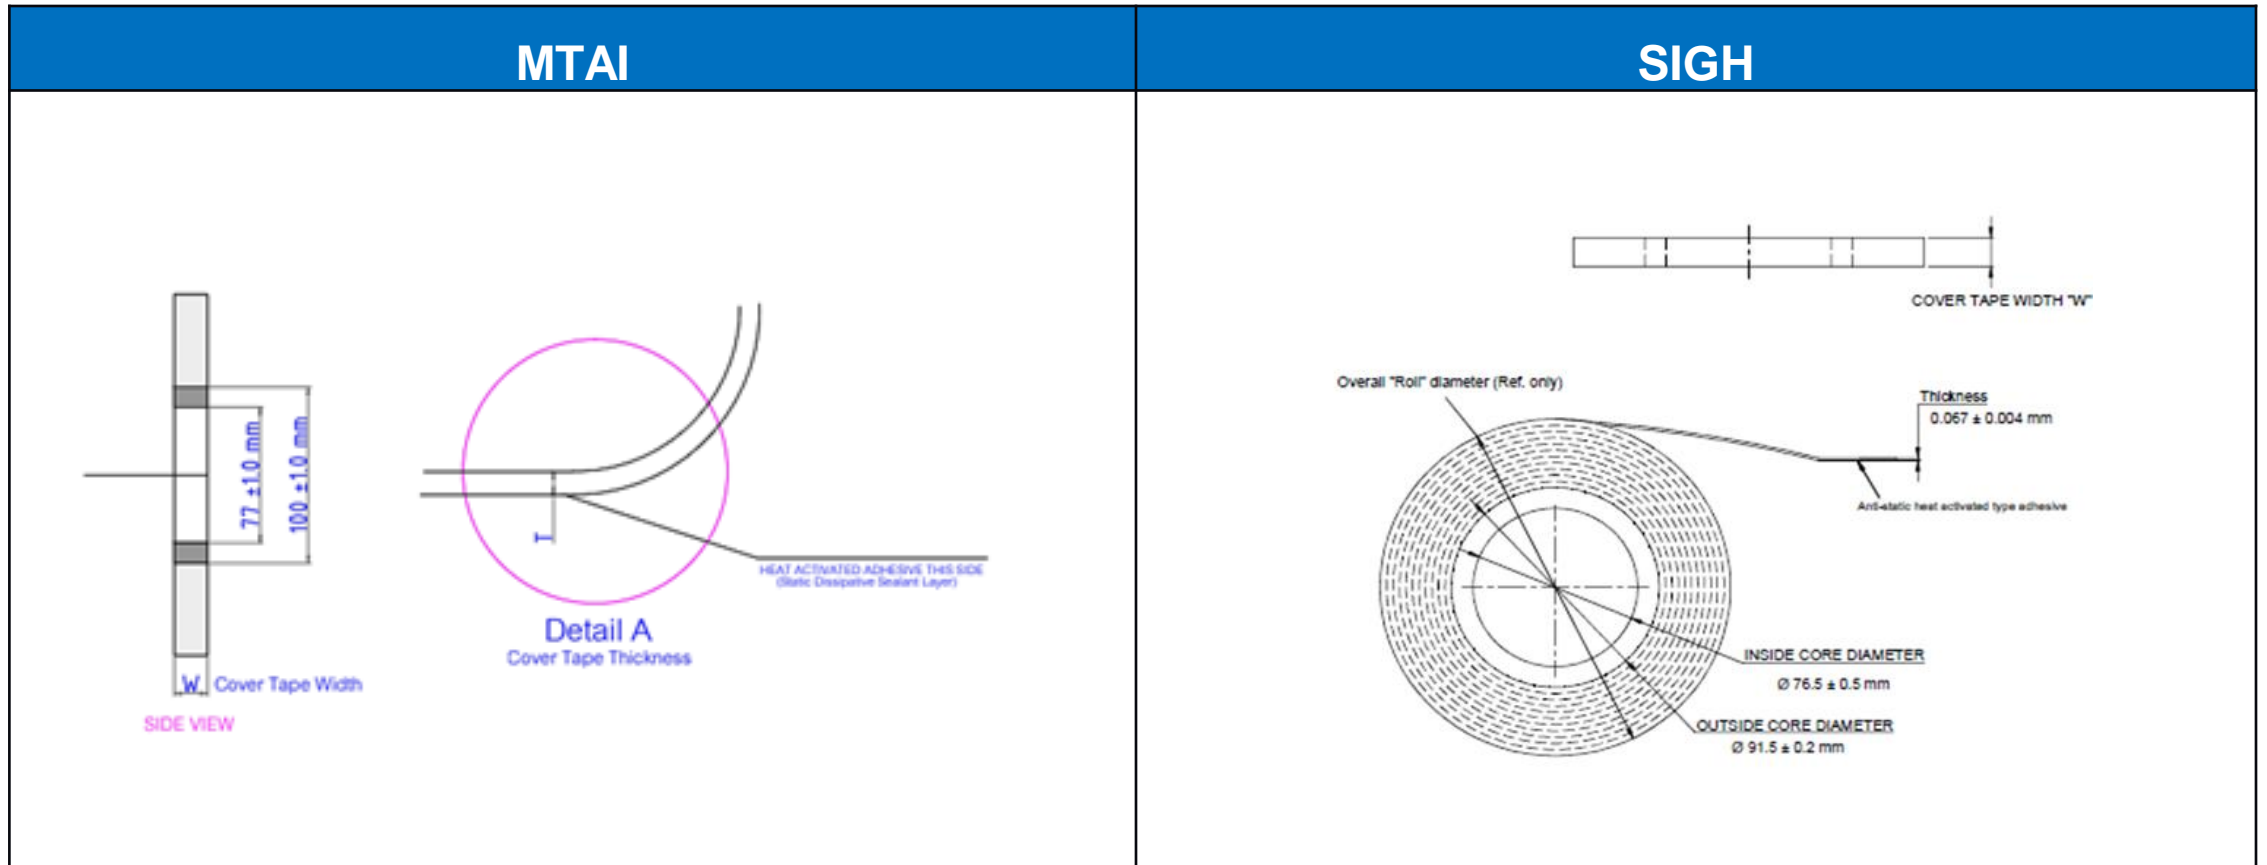 MTAI
SIGH
77 ±1.0 mm
100 ±1.0 mm
T
HEAT ACTIVATED ADHESIVE THIS SIDE
(Static Dissipative Sealant Layer)
Detail A
Cover Tape Thickness
W Cover Tape Width
SIDE VIEW
COVER TAPE WIDTH "W"
Overall "Roll" diameter (Ref. only)
Thickness
0.067 ± 0.004 mm
Anti-static heat activated type adhesive
INSIDE CORE DIAMETER
Ø 76.5 ± 0.5 mm
OUTSIDE CORE DIAMETER
Ø 91.5 ± 0.2 mm